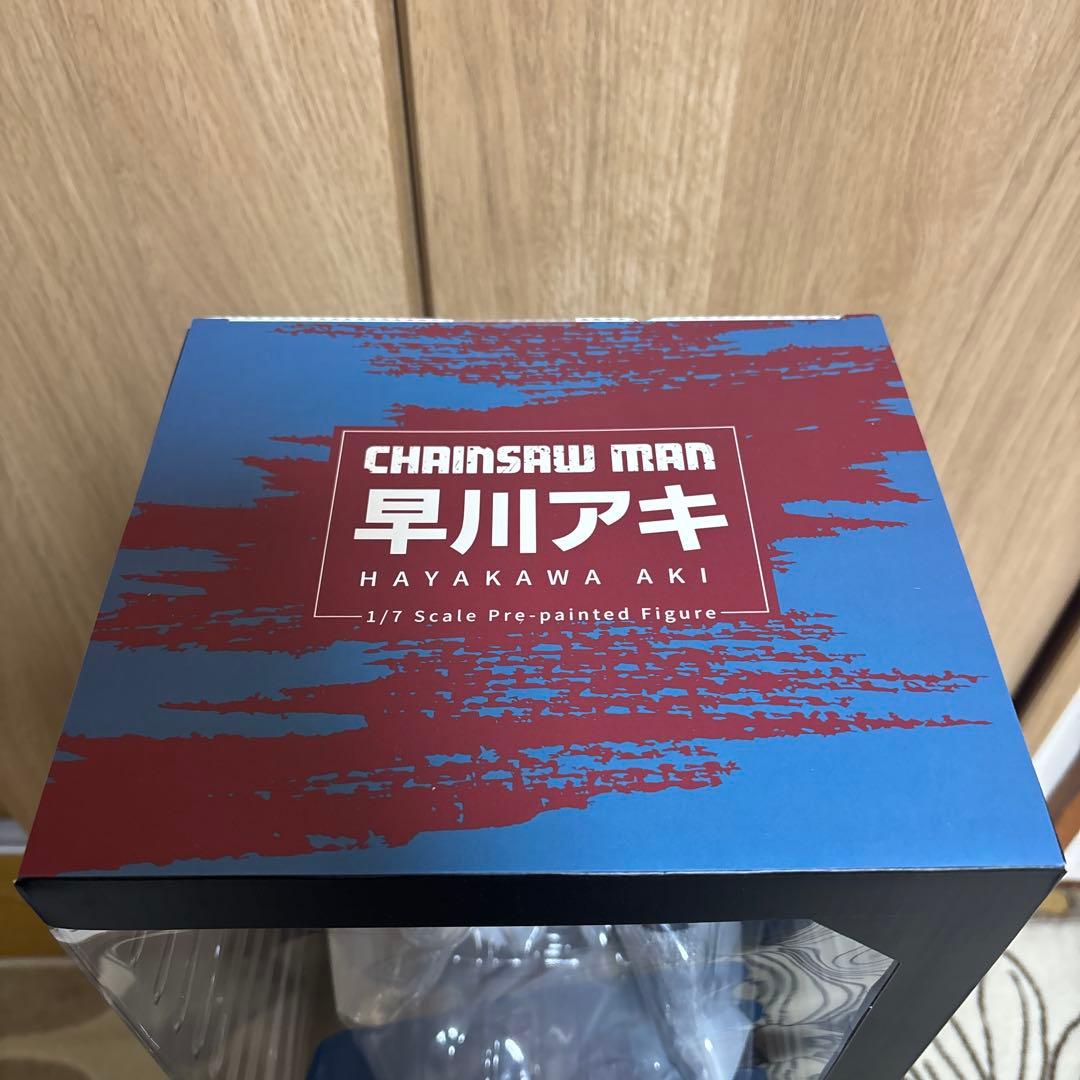 CHAINSAW MAN
早川アキ
HAYAKAWA AKI
1/7 Scale Pre-painted Figure